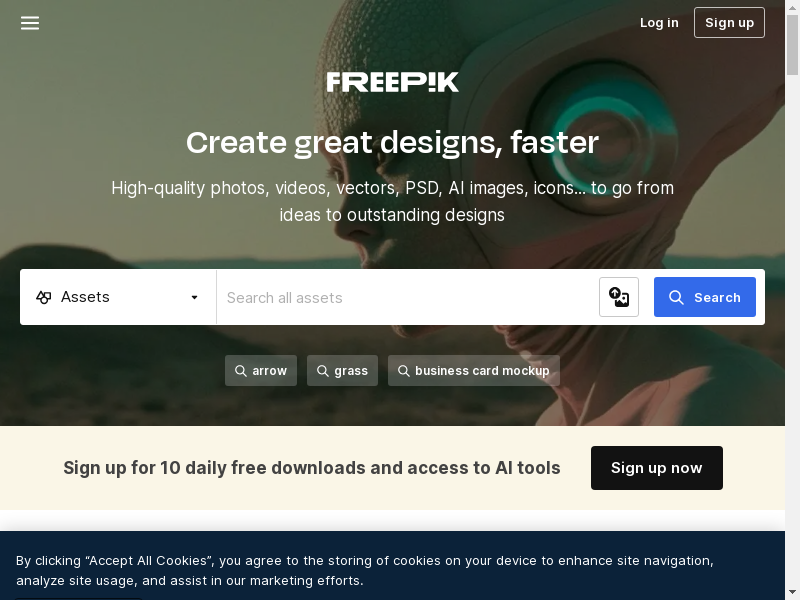 Log in
Sign up
FREEPIK
Create great designs, faster
High-quality photos, videos, vectors, PSD, AI images, icons... to go from
ideas to outstanding designs
Assets
Search all assets
Search
arrow
grass
business card mockup
Sign up for 10 daily free downloads and access to AI tools
Sign up now
By clicking “Accept All Cookies”, you agree to the storing of cookies on your device to enhance site navigation,
analyze site usage, and assist in our marketing efforts.